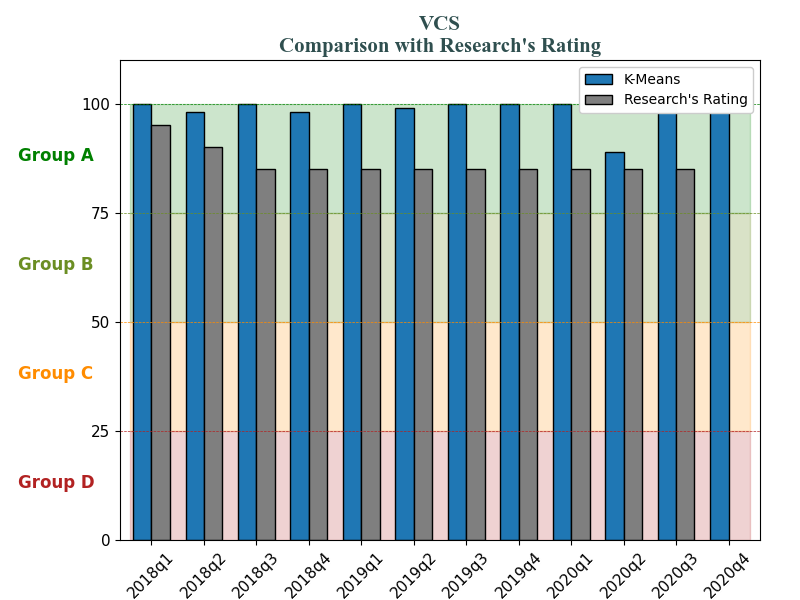 VCS
Comparison with Research's Rating
K-Means
Research's Rating
100
Group A
75
Group B
50
Group C
25
Group D
0
2018q1
2018q2
2018q3
2018q4
2019q1
2019q2
2019q3
2019q4
2020q1
2020q2
2020q3
2020q4